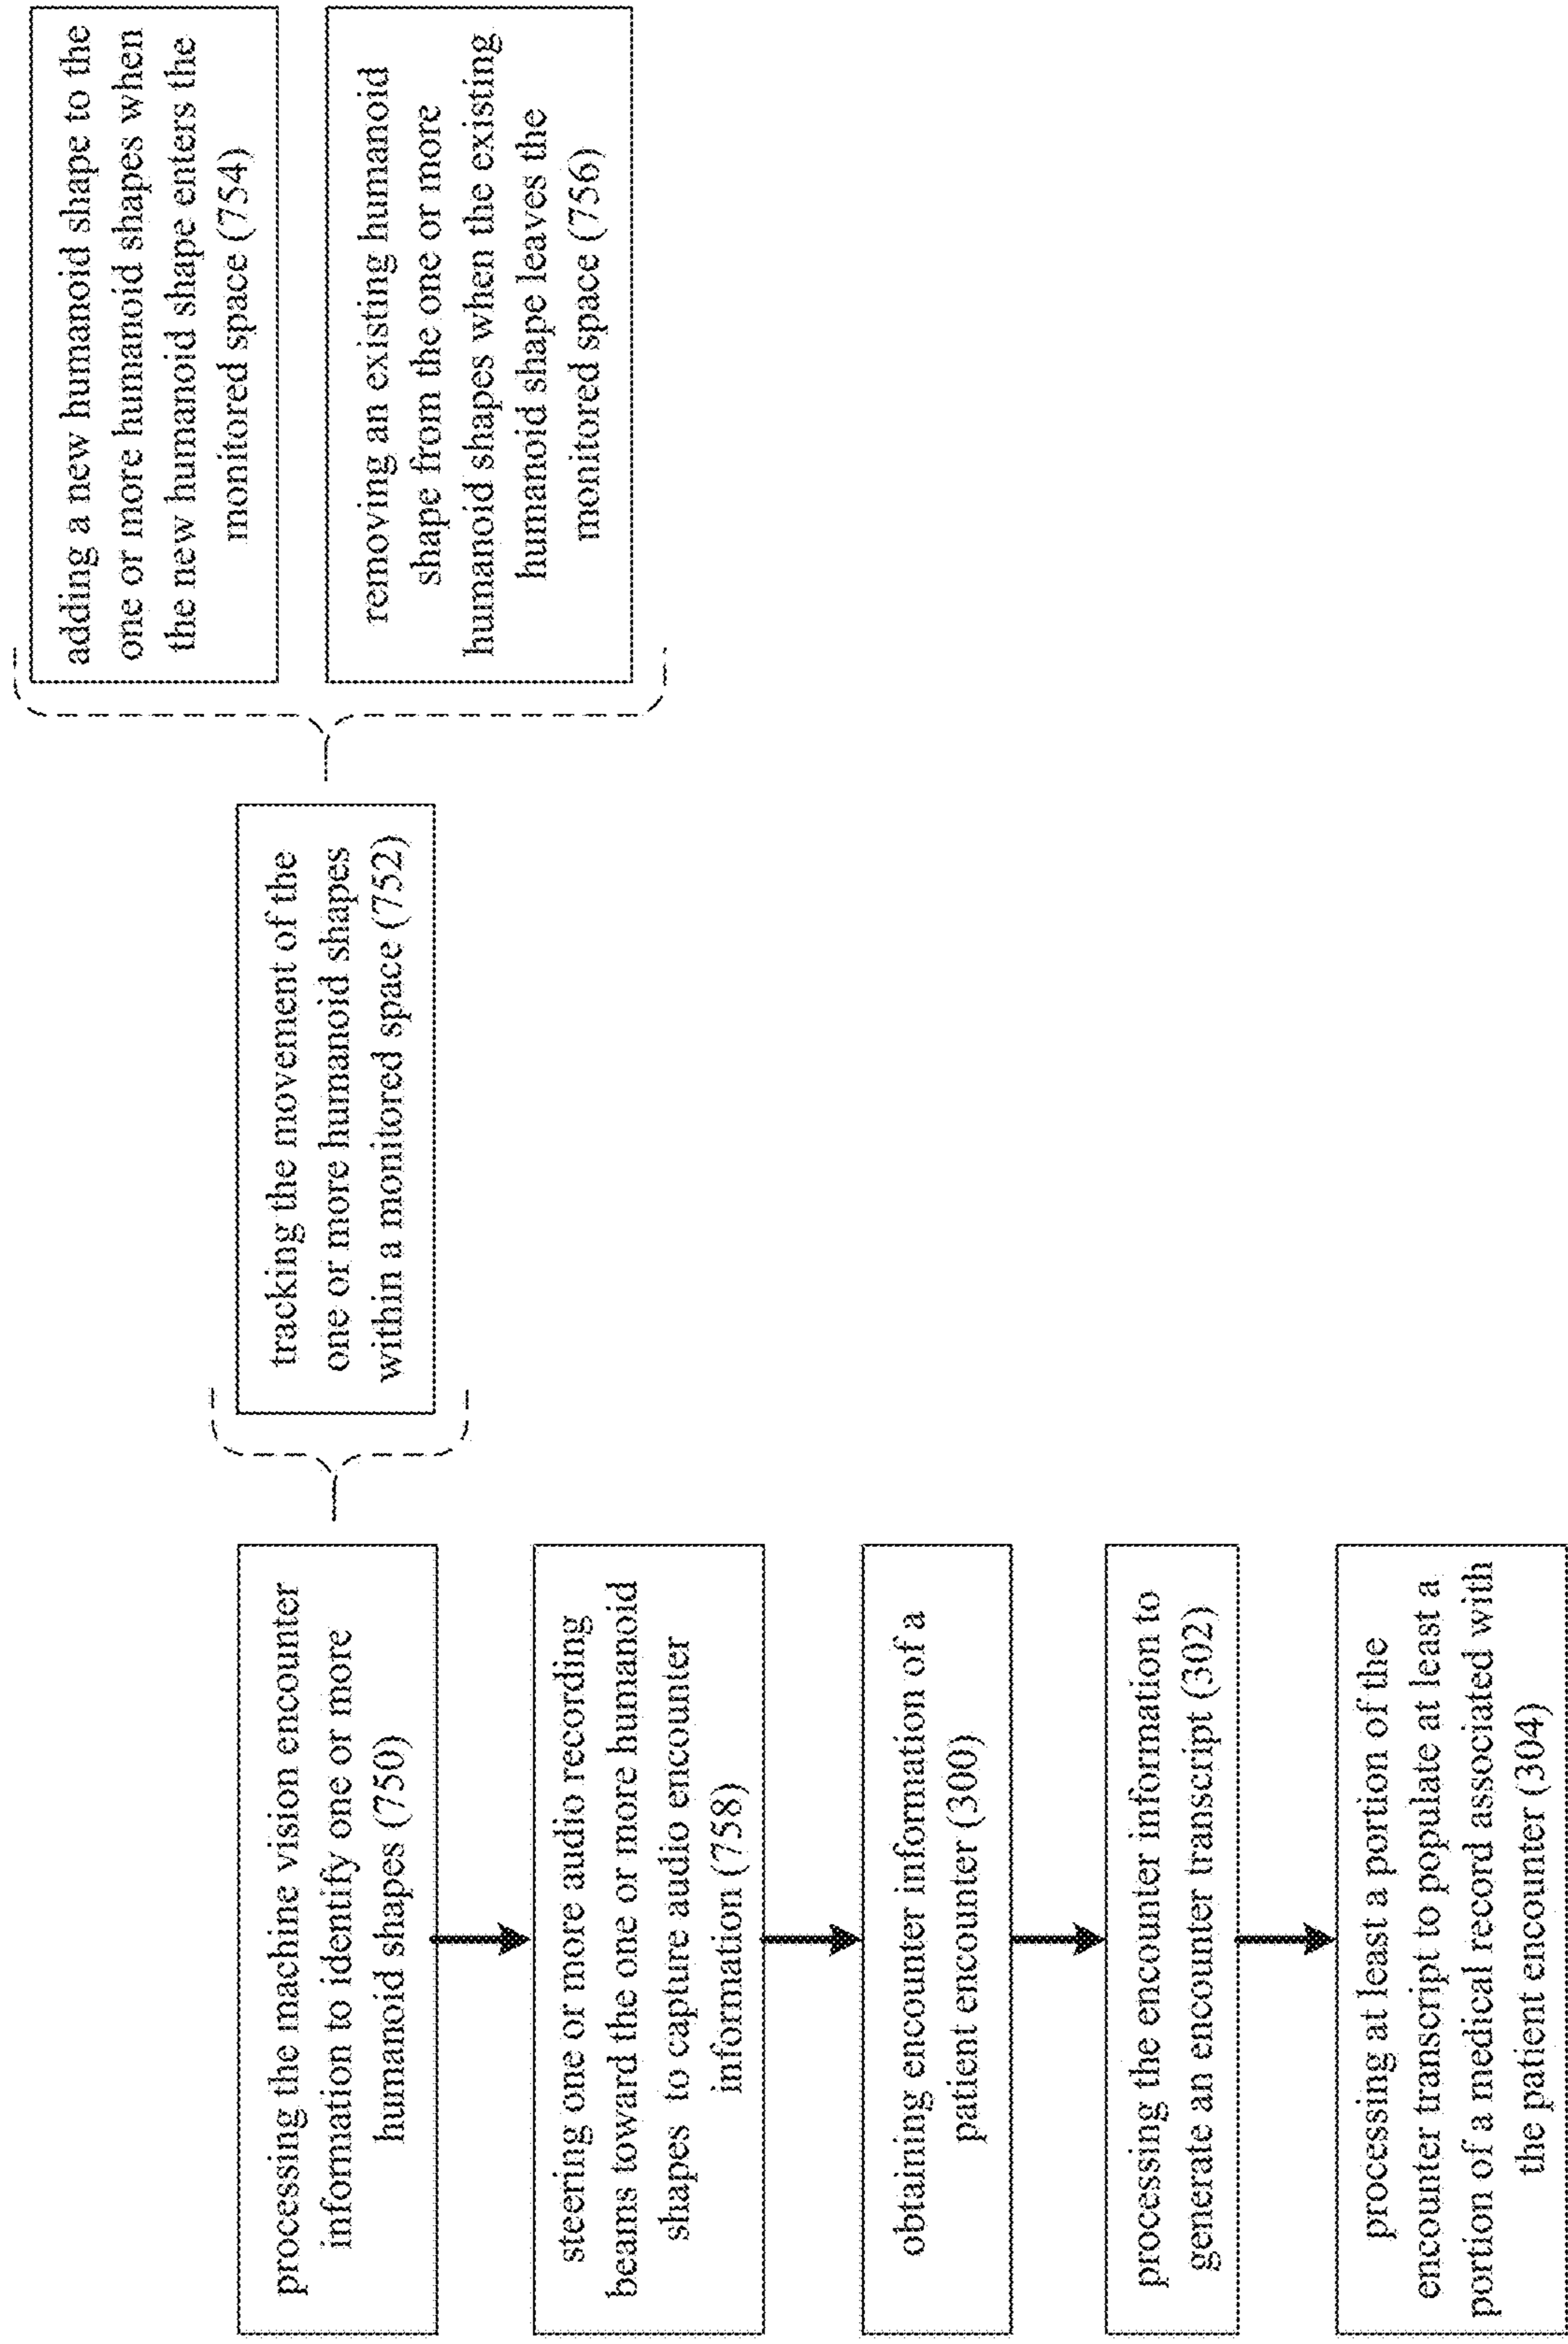 processing the machine vision encounter
information to identify one or more
humanoid shapes (750)
tracking the movement of the
one or more humanoid shapes
within a monitored space (752)
adding a new humanoid shape to the
one or more humanoid shapes when
the new humanoid shape enters the
monitored space (754)
removing an existing humanoid
shape from the one or more
humanoid shapes when the existing
humanoid shape leaves the
monitored space (756)
steering one or more audio recording
beams toward the one or more humanoid
shapes to capture audio encounter
information (758)
obtaining encounter information of a
patient encounter (300)
processing the encounter information to
generate an encounter transcript (302)
processing at least a portion of the
encounter transcript to populate at least a
portion of a medical record associated with
the patient encounter (304)